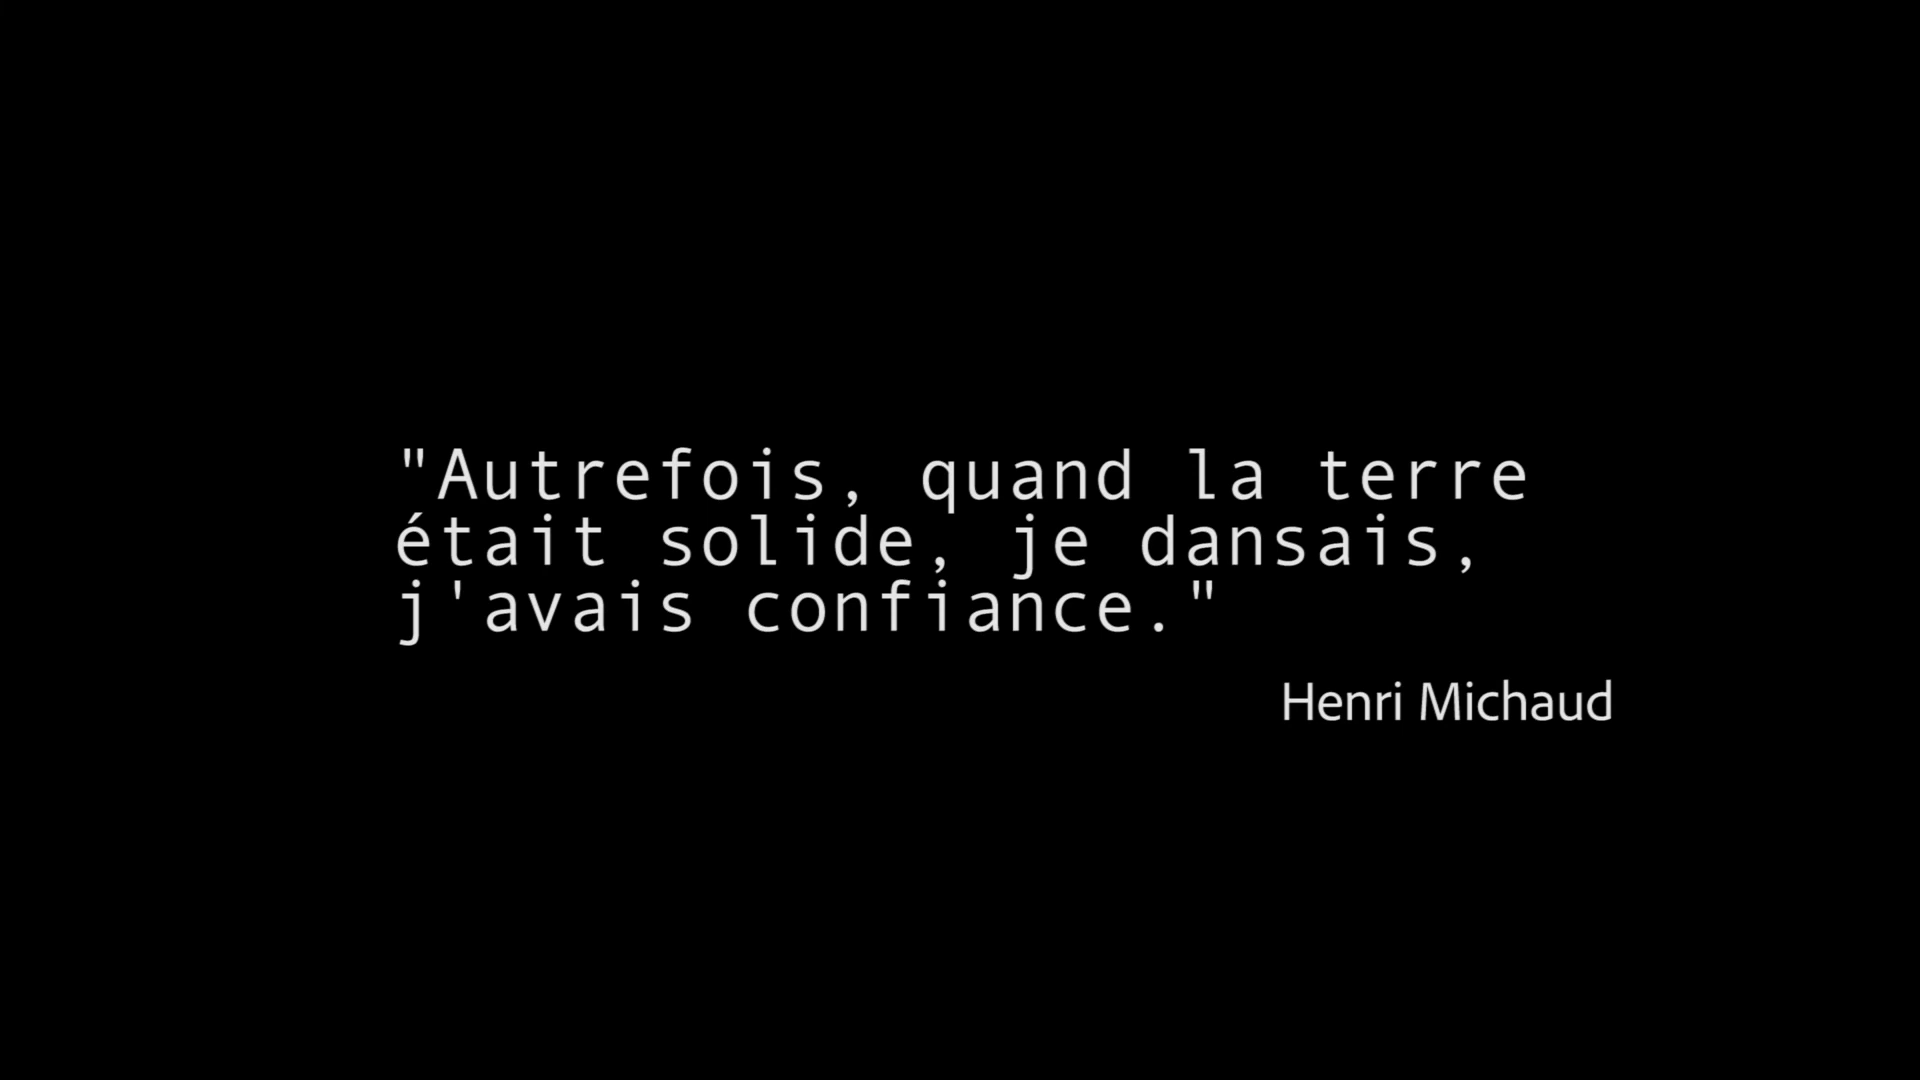 "Autrefois, quand la terre
était solide, je dansais,
j'avais confiance."
Henri Michaud